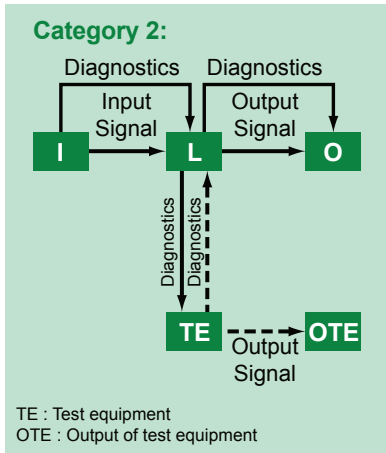 Category 2:
Diagnostics Diagnostics
Input Output
Signal Signal
I L O
Diagnostics
Diagnostics
TE OTE
Output
Signal
TE : Test equipment
OTE : Output of test equipment